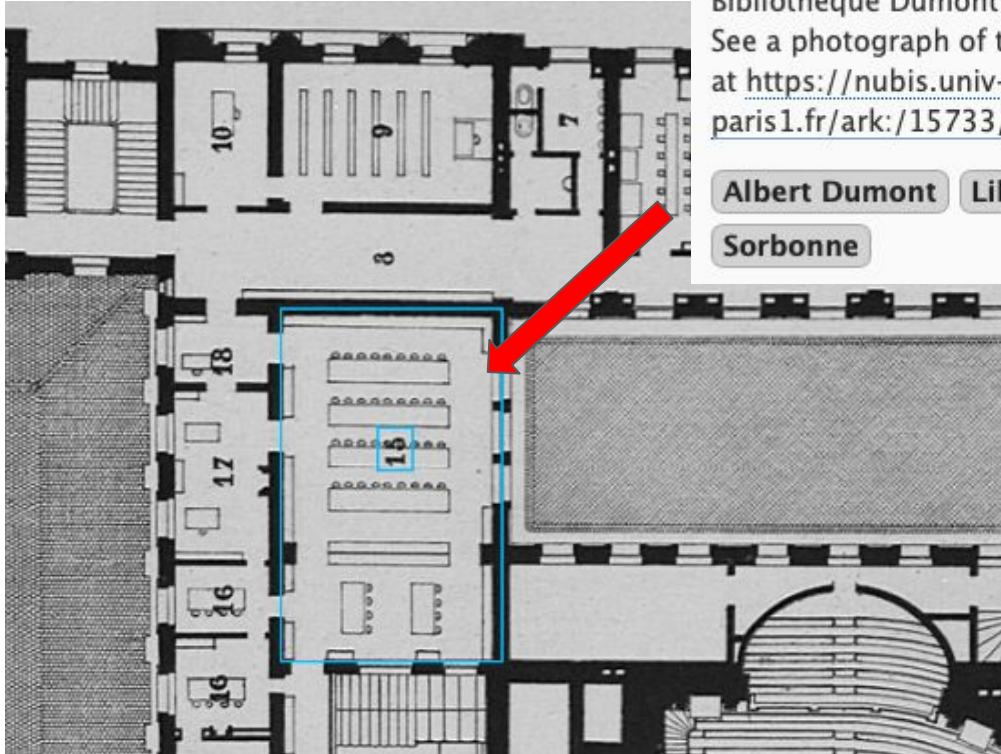 Bibliothèque Dumont
See a photograph of t
at https://nubis.univ-
paris1.fr/ark:/15733/
Albert Dumont
Sorbonne
10
9
7
8
18
15
17
16
16